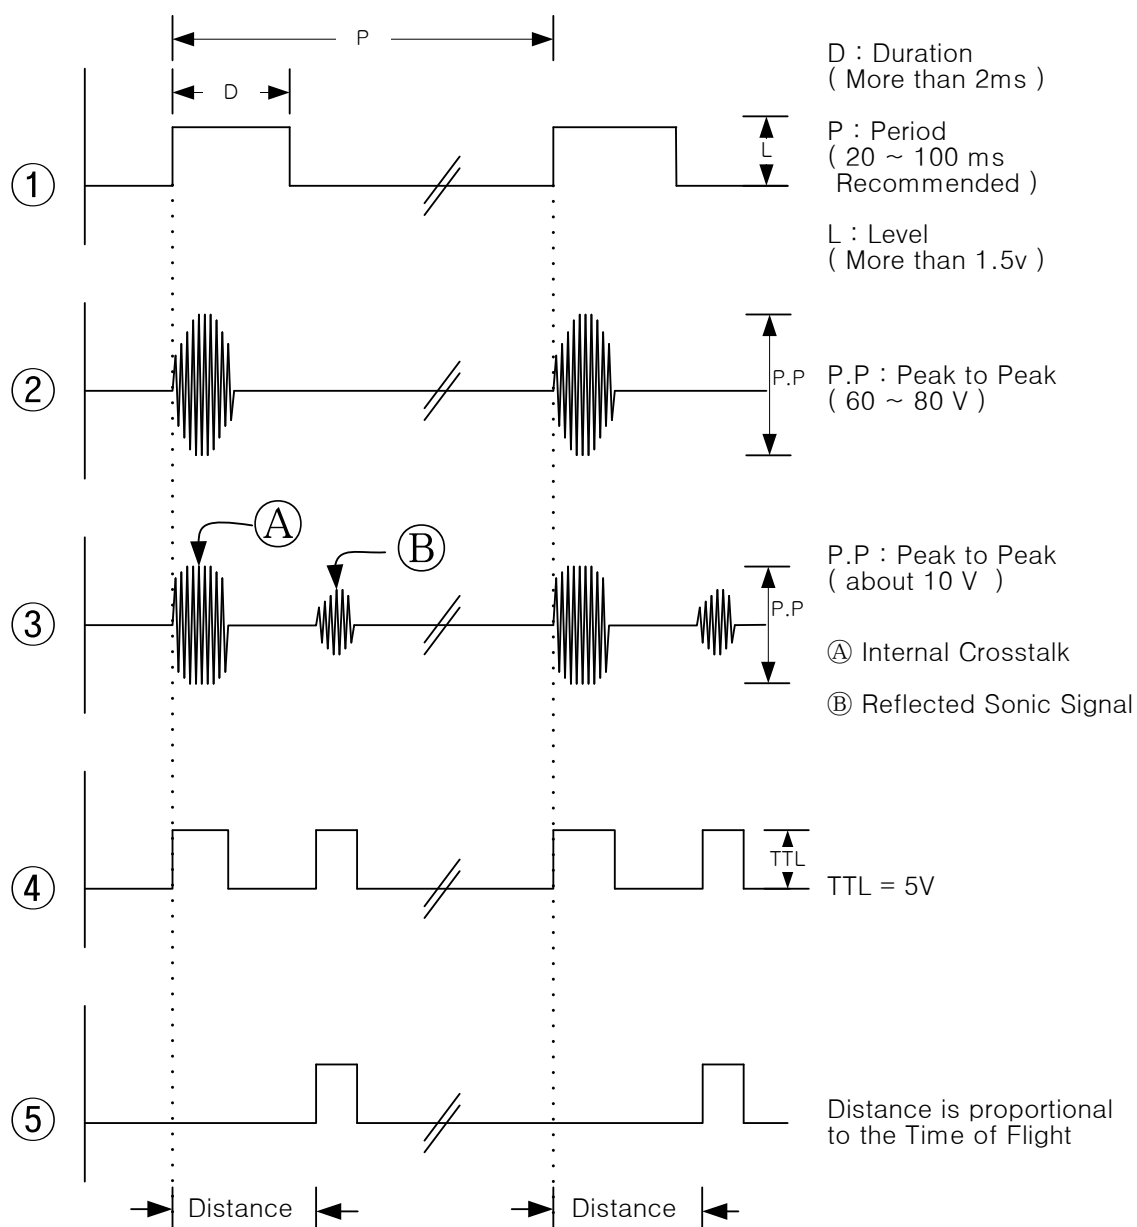 P
D : Duration
( More than 2ms )
D
P : Period
( 20 ~ 100 ms
Recommended )
L
①
L : Level
( More than 1.5v )
②
P.P
P.P : Peak to Peak
( 60 ~ 80 V )
Ⓐ
Ⓑ
P.P : Peak to Peak
( about 10 V )
③
P.P
Ⓐ Internal Crosstalk
Ⓑ Reflected Sonic Signal
④
TTL
TTL = 5V
⑤
Distance is proportional
to the Time of Flight
Distance
Distance